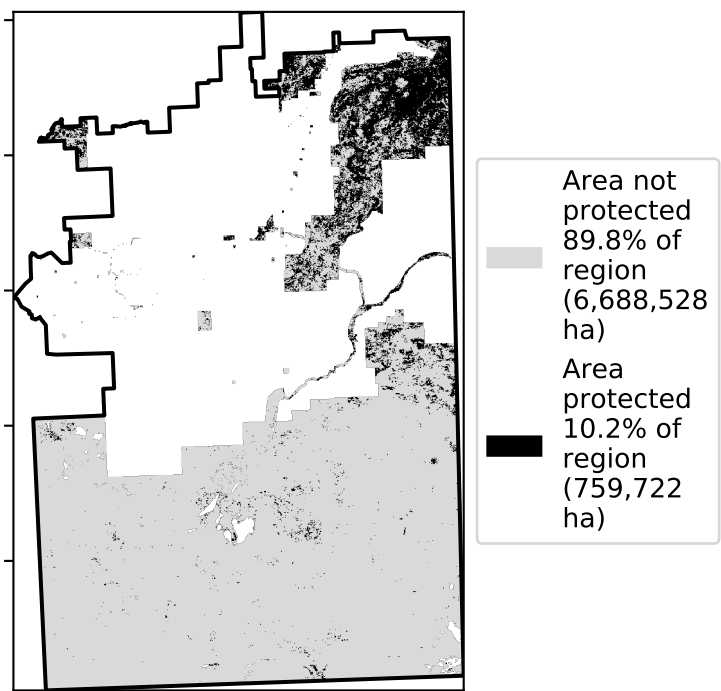 Area not
protected
89.8% of
region
(6,688,528
ha)
Area
protected
10.2% of
region
(759,722
ha)